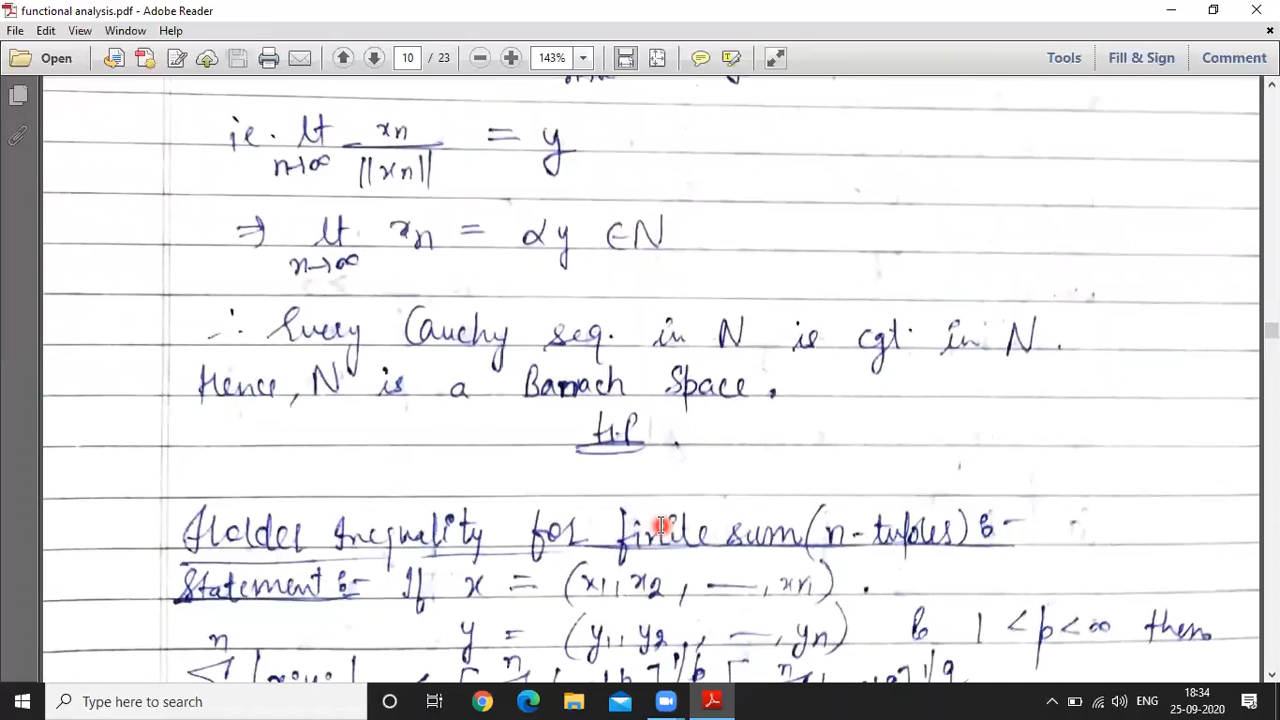 functional analysis.pdf - Adobe Reader
File Edit View Window Help
Open 10 / 23 143% Tools Fill & Sign Comment
ie. lt n→∞ xn / ||xn|| = y
⇒ lt n→∞ xn = αy ∈ N
∴ Every Cauchy seq. in N is cgt. in N.
Hence, N is a Banach Space.
H.P.
Holder Inequality for finite sum (n-tuples) :-
Statement :- If x = (x1, x2, —, xn).
y = (y1, y2, —, yn) & 1 < p < ∞ then
Type here to search
18:34
25-09-2020